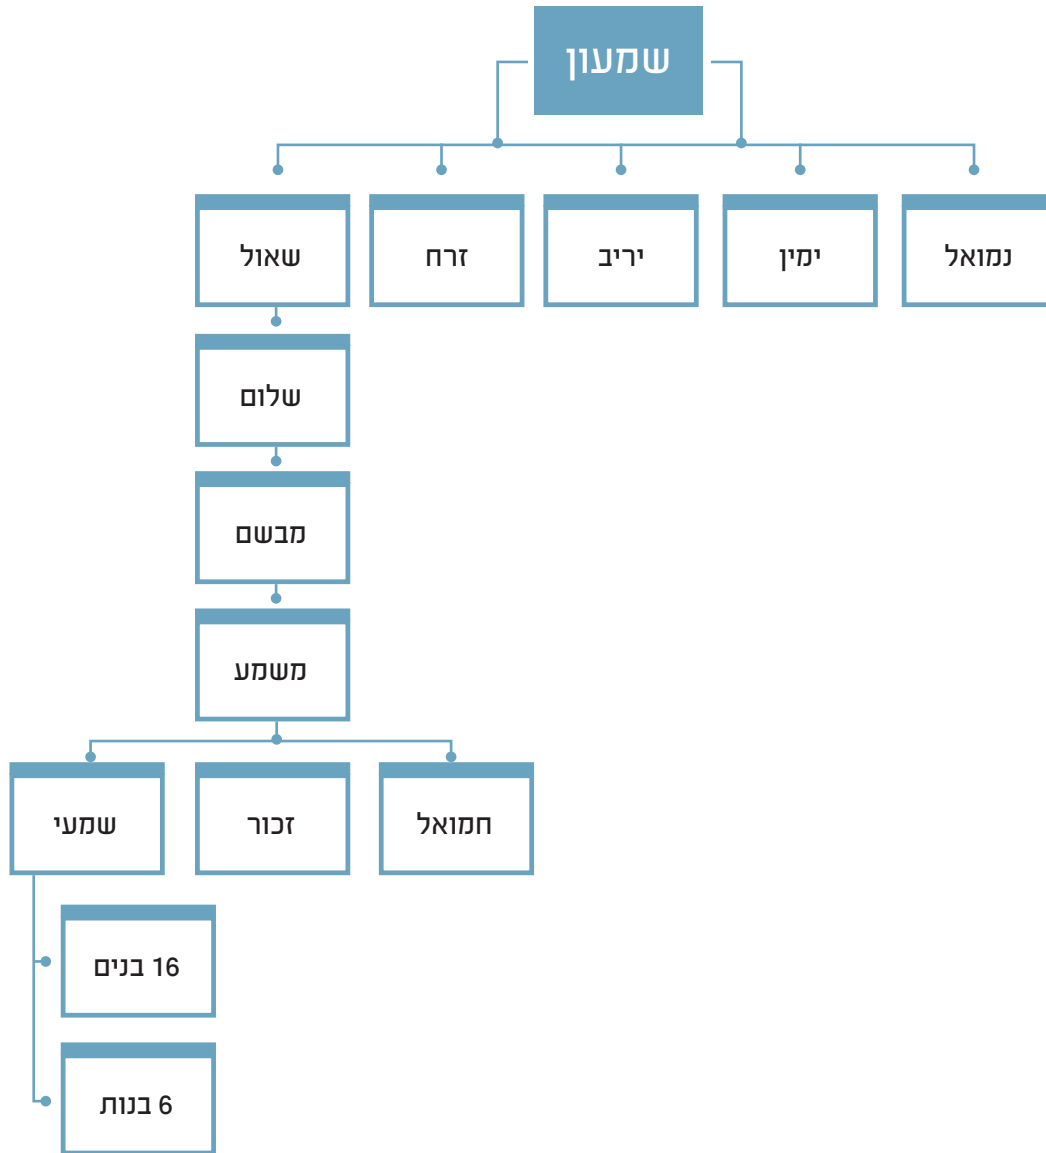 שמעון
נמואל
ימין
יריב
זרח
שאול
שלום
מבשם
משמע
חמואל
זכור
שמעי
16 בנים
6 בנות